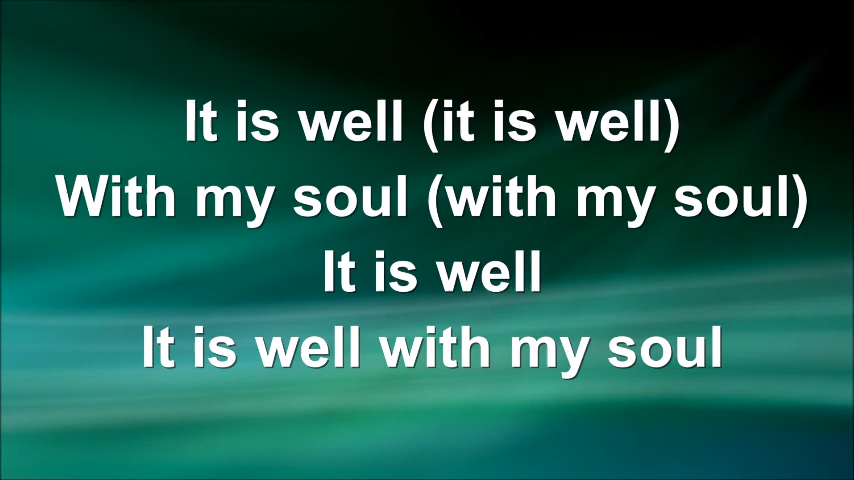 It is well (it is well)
With my soul (with my soul)
It is well
It is well with my soul